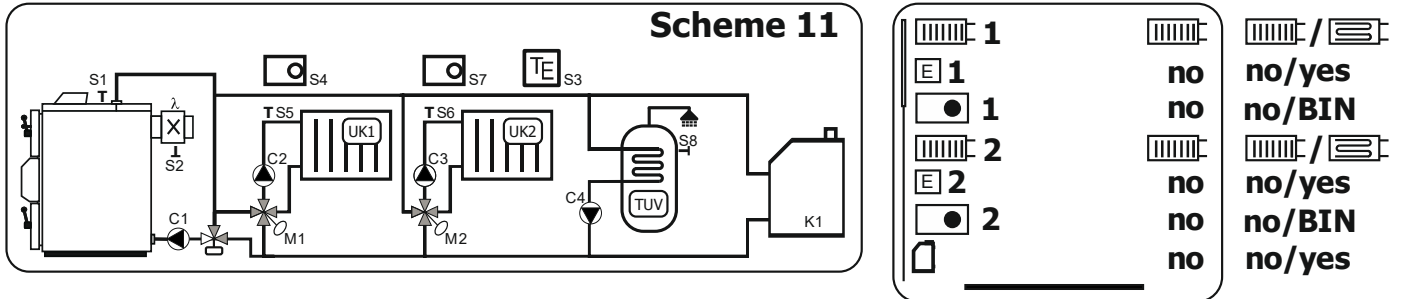 Scheme 11
S1
λ
S2
C1
S4
S7
TE
S3
S5
UK1
C2
M1
S6
UK2
C3
M2
S8
C4
TUV
K1
1 /
E 1 no no/yes
1 no no/BIN
2 /
E 2 no no/yes
2 no no/BIN
no no/yes